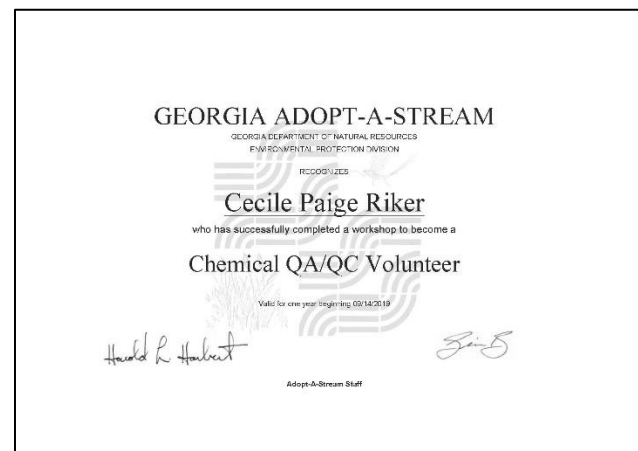 GEORGIA ADOPT-A-STREAM
GEORGIA DEPARTMENT OF NATURAL RESOURCES
ENVIRONMENTAL PROTECTION DIVISION
RECOGNIZES
Cecile Paige Riker
who has successfully completed a workshop to become a
Chemical QA/QC Volunteer
Valid for one year beginning 09/14/2019
Harold L. Harbert
Adopt-A-Stream Staff